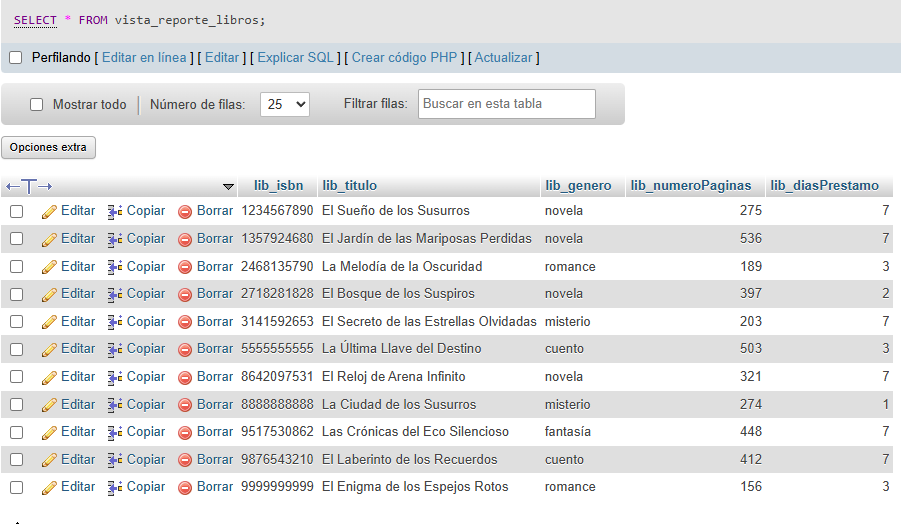 SELECT * FROM vista_reporte_libros;
Perfilando [ Editar en línea ] [ Editar ] [ Explicar SQL ] [ Crear código PHP ] [ Actualizar ]
Mostrar todo | Número de filas: 25 Filtrar filas: Buscar en esta tabla
Opciones extra
←T→ lib_isbn lib_titulo lib_genero lib_numeroPaginas lib_diasPrestamo
Editar Copiar Borrar 1234567890 El Sueño de los Susurros novela 275 7
Editar Copiar Borrar 1357924680 El Jardín de las Mariposas Perdidas novela 536 7
Editar Copiar Borrar 2468135790 La Melodía de la Oscuridad romance 189 3
Editar Copiar Borrar 2718281828 El Bosque de los Suspiros novela 397 2
Editar Copiar Borrar 3141592653 El Secreto de las Estrellas Olvidadas misterio 203 7
Editar Copiar Borrar 5555555555 La Última Llave del Destino cuento 503 3
Editar Copiar Borrar 8642097531 El Reloj de Arena Infinito novela 321 7
Editar Copiar Borrar 8888888888 La Ciudad de los Susurros misterio 274 1
Editar Copiar Borrar 9517530862 Las Crónicas del Eco Silencioso fantasía 448 7
Editar Copiar Borrar 9876543210 El Laberinto de los Recuerdos cuento 412 7
Editar Copiar Borrar 9999999999 El Enigma de los Espejos Rotos romance 156 3